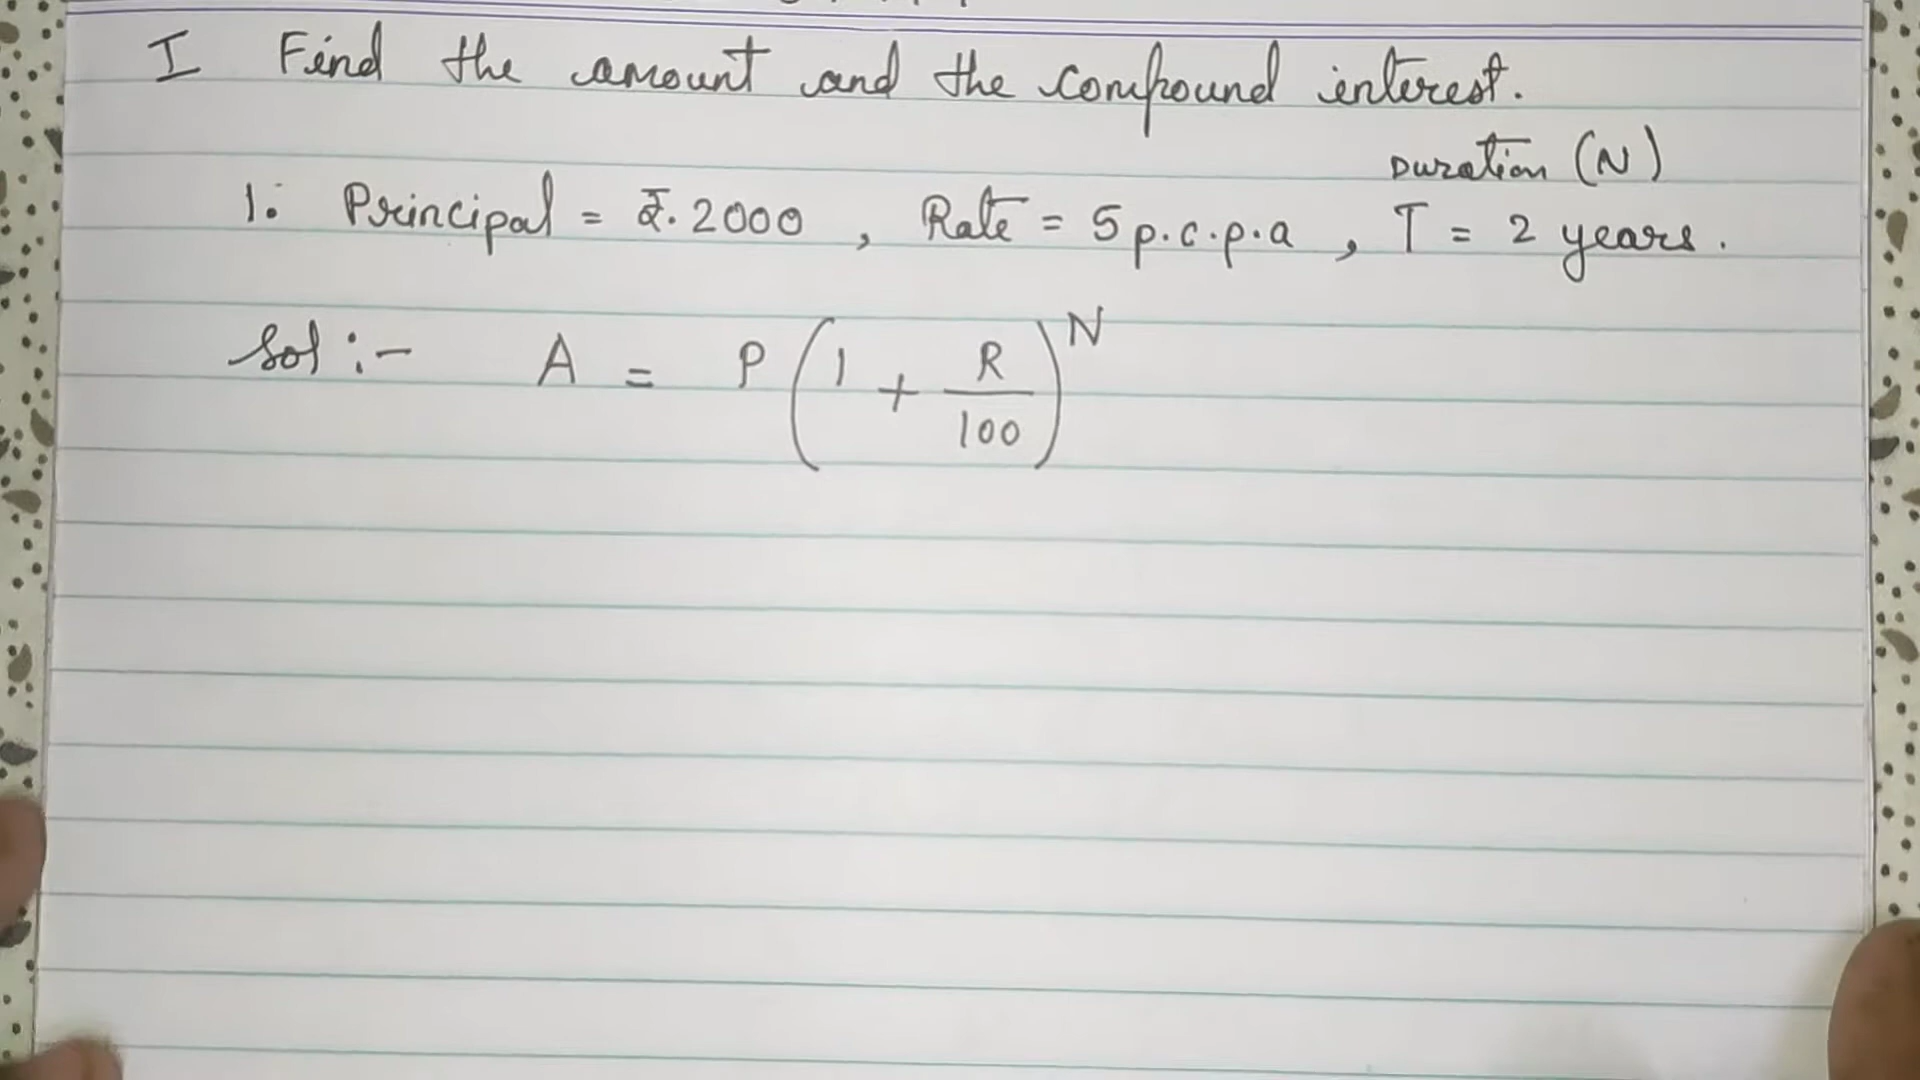 I Find the amount and the compound interest.
Duration (N)
1. Principal = ₹. 2000, Rate = 5 p.c.p.a, T = 2 years.
Sol :- A = P (1 + R/100)^N